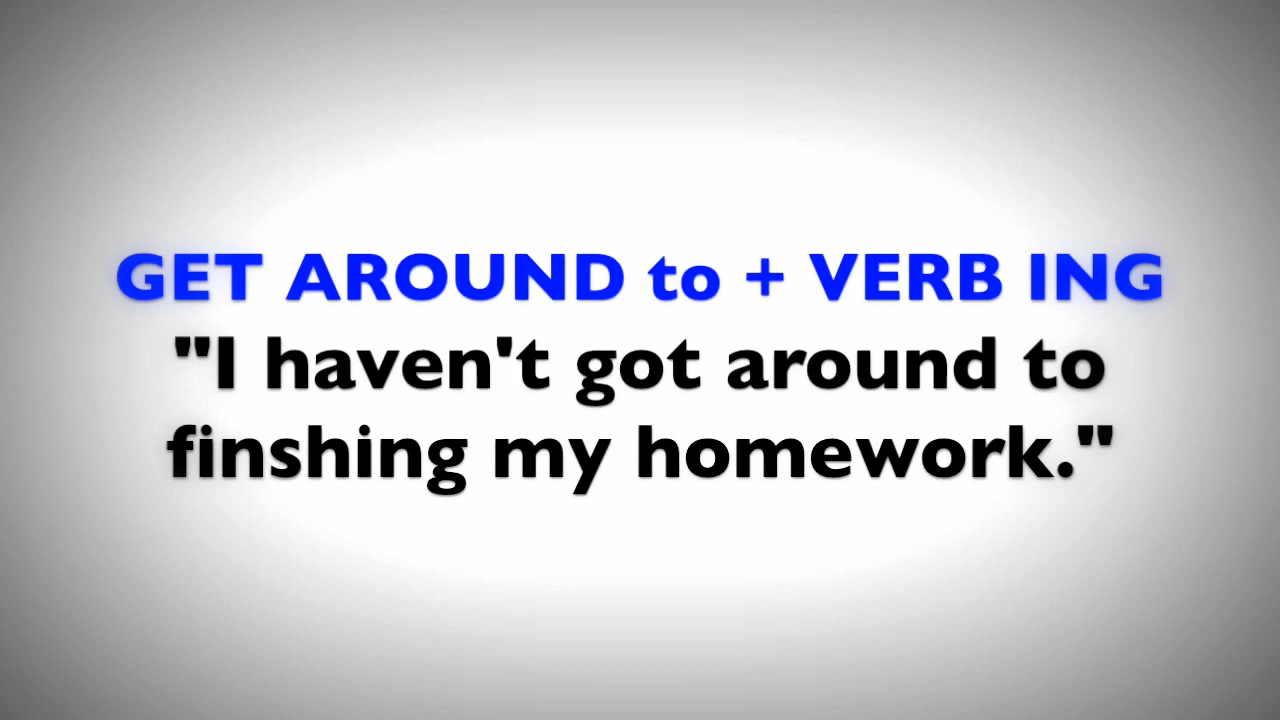 GET AROUND to + VERB ING
"I haven't got around to
finshing my homework."